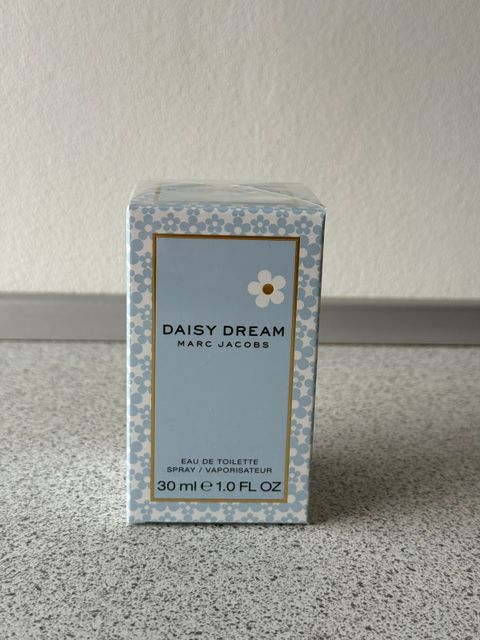 DAISY DREAM
MARC JACOBS
EAU DE TOILETTE
SPRAY / VAPORISATEUR
30 ml ℮ 1.0 FL OZ